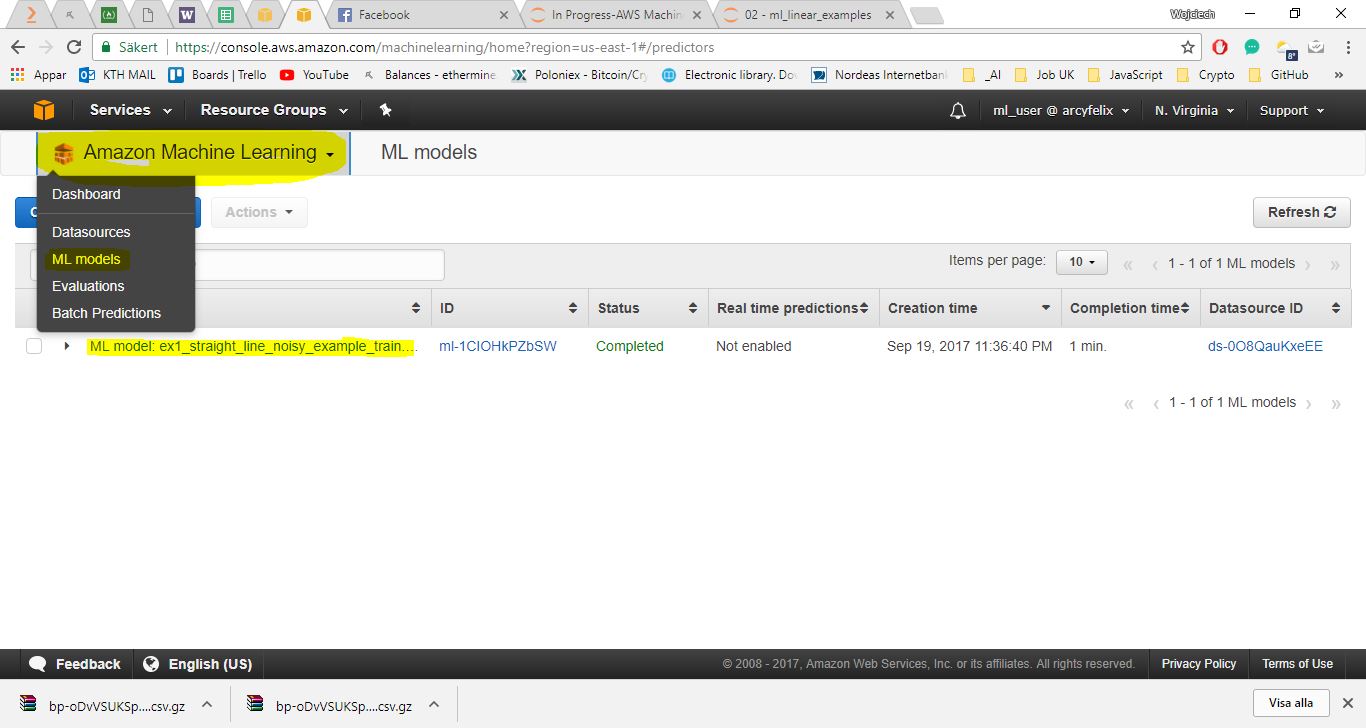 Wojciech
Facebook
In Progress-AWS Machin
02 - ml_linear_examples
Säkert
https://console.aws.amazon.com/machinelearning/home?region=us-east-1#/predictors
Appar
KTH MAIL
Boards | Trello
YouTube
Balances - ethermine
Poloniex - Bitcoin/Cry
Electronic library. Do
Nordeas Internetban
_AI
Job UK
JavaScript
Crypto
GitHub
Services
Resource Groups
ml_user @ arcyfelix
N. Virginia
Support
Amazon Machine Learning
ML models
Dashboard
Datasources
ML models
Evaluations
Batch Predictions
Actions
Refresh
Items per page:
10
« ‹ 1 - 1 of 1 ML models › »
ID
Status
Real time predictions
Creation time
Completion time
Datasource ID
ML model: ex1_straight_line_noisy_example_train…
ml-1CIOHkPZbSW
Completed
Not enabled
Sep 19, 2017 11:36:40 PM
1 min.
ds-0O8QauKxeEE
« ‹ 1 - 1 of 1 ML models › »
Feedback
English (US)
© 2008 - 2017, Amazon Web Services, Inc. or its affiliates. All rights reserved.
Privacy Policy
Terms of Use
bp-oDvVSUKSp....csv.gz
bp-oDvVSUKSp....csv.gz
Visa alla